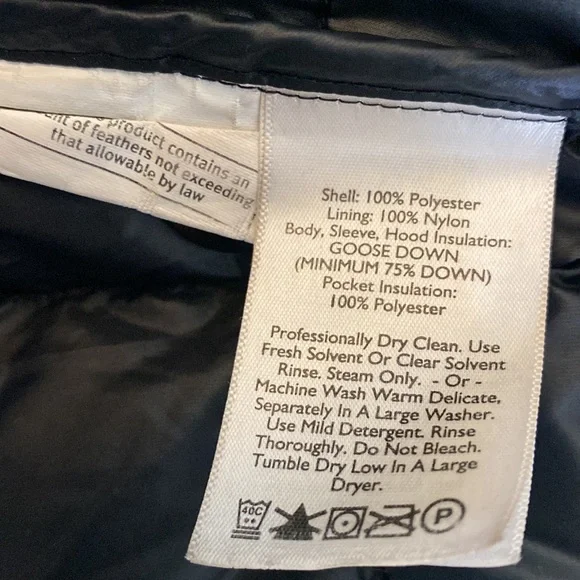 product contains an
of feathers not exceeding
that allowable by law
Shell: 100% Polyester
Lining: 100% Nylon
Body, Sleeve, Hood Insulation:
GOOSE DOWN
(MINIMUM 75% DOWN)
Pocket Insulation:
100% Polyester
Professionally Dry Clean. Use
Fresh Solvent Or Clear Solvent
Rinse. Steam Only. - Or -
Machine Wash Warm Delicate,
Separately In A Large Washer.
Use Mild Detergent. Rinse
Thoroughly. Do Not Bleach.
Tumble Dry Low In A Large
Dryer.
40C P